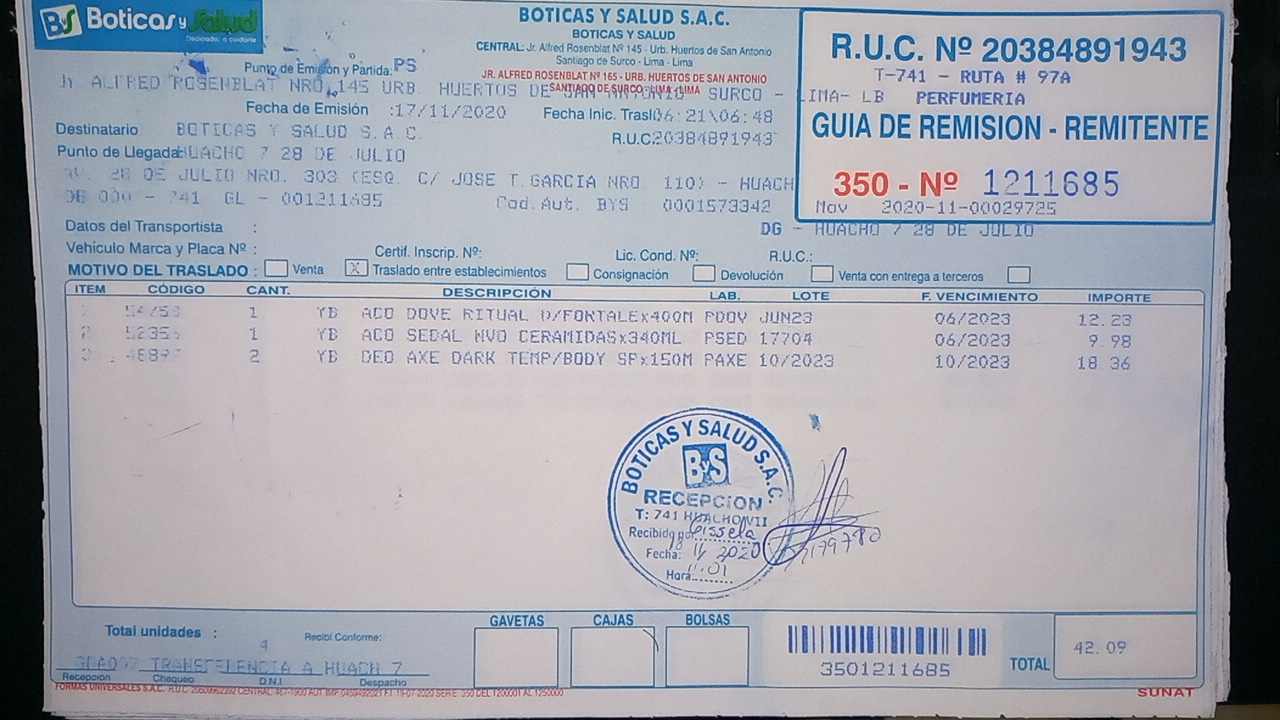 Boticas y Salud
BOTICAS Y SALUD S.A.C.
BOTICAS Y SALUD
CENTRAL: Jr. Alfred Rosenblat Nº 145 - Urb. Huertos de San Antonio
Santiago de Surco - Lima - Lima
JR. ALFRED ROSENBLAT Nº 165 - URB. HUERTOS DE SAN ANTONIO
SANTIAGO DE SURCO - LIMA - LIMA
R.U.C. Nº 20384891943
T-741 - RUTA # 97A
PERFUMERIA
GUIA DE REMISION - REMITENTE
350 - Nº 1211685
Mov 2020-11-00029725
Punto de Emisión y Partida: PS
Jr ALFRED ROSENBLAT NRO. 145 URB. HUERTOS DE SAN ANTONIO SURCO - LIMA- LB
Fecha de Emisión :17/11/2020 Fecha Inic. Trasl 06:21\06:48
Destinatario BOTICAS Y SALUD S.A.C. R.U.C. 20384891943
Punto de Llegada HUACHO 7 28 DE JULIO
AV. 28 DE JULIO NRO. 303 (ESQ. C/ JOSE T.GARCIA NRO. 110) - HUACH
741 GL - 001211685 Cod.Aut. BYS 0001573342
Datos del Transportista : DG - HUACHO 7 28 DE JULIO
Vehículo Marca y Placa Nº : Certif. Inscrip. Nº: Lic. Cond. Nº: R.U.C.:
MOTIVO DEL TRASLADO : Venta X Traslado entre establecimientos Consignación Devolución Venta con entrega a terceros
ITEM CÓDIGO CANT. DESCRIPCIÓN LAB. LOTE F. VENCIMIENTO IMPORTE
1 YB ACO DOVE RITUAL D/FORTALEx400M PDOV JUN23 06/2023 12.23
2 1 YB ACO SEDAL NVO CERAMIDASx340ML PSED 17704 06/2023 9.98
3 2 YB DEO AXE DARK TEMP/BODY SPx150M PAXE 10/2023 10/2023 18.36
BOTICAS Y SALUD S.A.C.
ByS
RECEPCION
T: 741 HUACHO VII
Recibido por: Gissela
Fecha: 11 2020
Hora: 11:01
Total unidades : 4
Recibí Conforme:
GAVETAS CAJAS BOLSAS
3501211685
TOTAL 42.09
TRANSFERENCIA A HUACH 7
Recepción Chequeo D.N.I Despacho
SUNAT